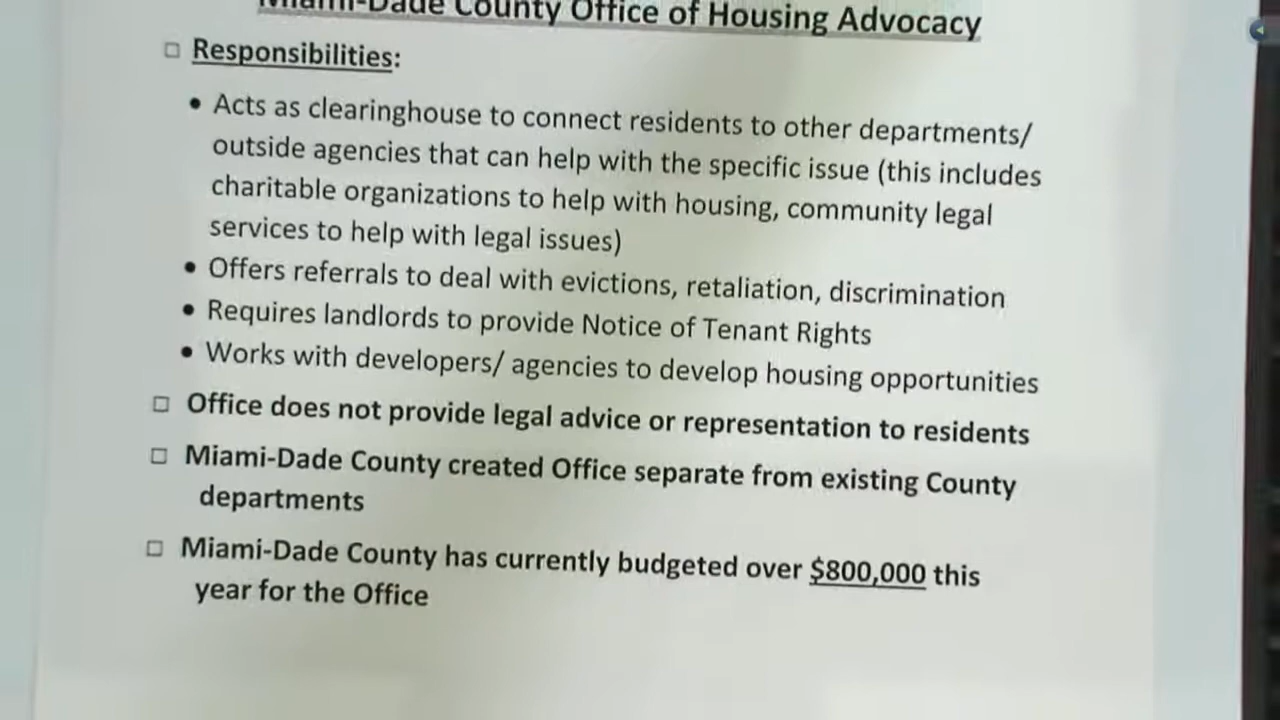 Miami-Dade County Office of Housing Advocacy
□ Responsibilities:
• Acts as clearinghouse to connect residents to other departments/
outside agencies that can help with the specific issue (this includes
charitable organizations to help with housing, community legal
services to help with legal issues)
• Offers referrals to deal with evictions, retaliation, discrimination
• Requires landlords to provide Notice of Tenant Rights
• Works with developers/ agencies to develop housing opportunities
□ Office does not provide legal advice or representation to residents
□ Miami-Dade County created Office separate from existing County
departments
□ Miami-Dade County has currently budgeted over $800,000 this
year for the Office